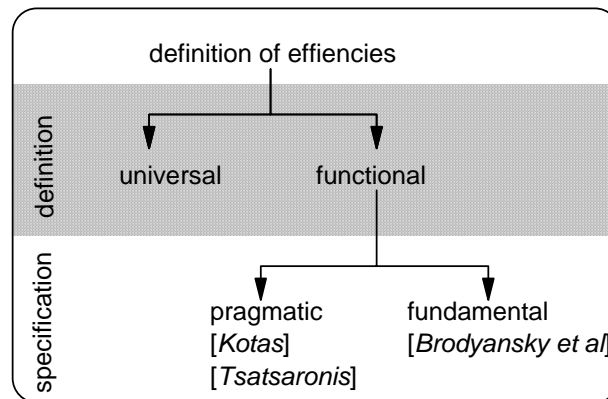 definition of effiencies
definition
universal functional
specification
pragmatic fundamental
[Kotas] [Brodyansky et al]
[Tsatsaronis]